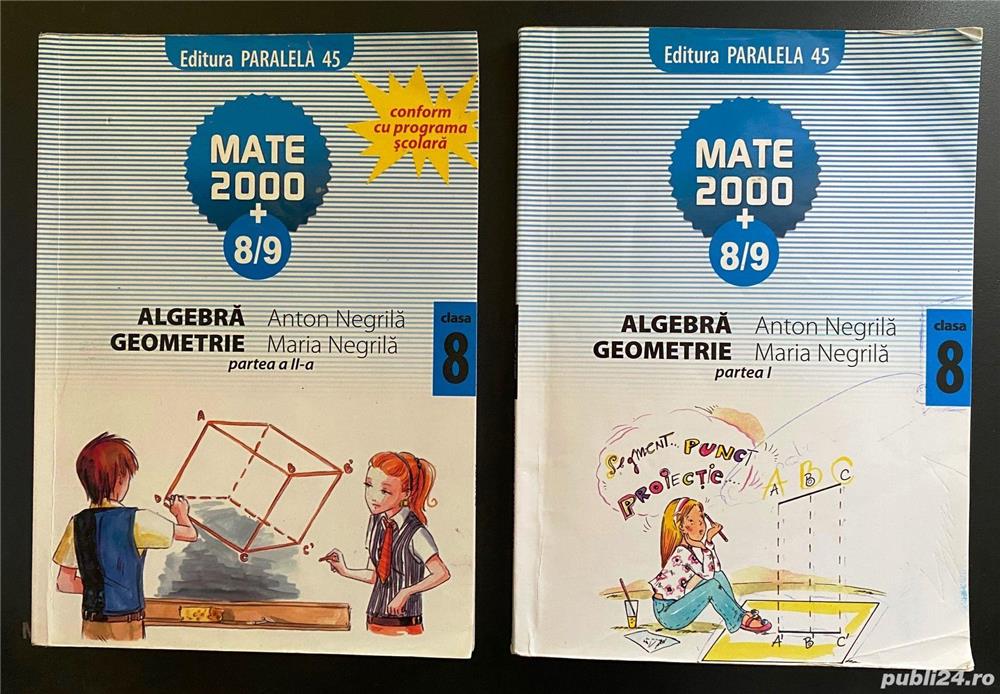 Editura PARALELA 45
conform
cu programa
școlară
MATE
2000
+
8/9
ALGEBRĂ Anton Negrilă
GEOMETRIE Maria Negrilă
partea a II-a
clasa
8
A
B'
C
C'
Editura PARALELA 45
MATE
2000
+
8/9
ALGEBRĂ Anton Negrilă
GEOMETRIE Maria Negrilă
partea I
clasa
8
Segment... PUNCT
PROIECȚIE...
A B C
A B C
A' B' C'
publi24.ro